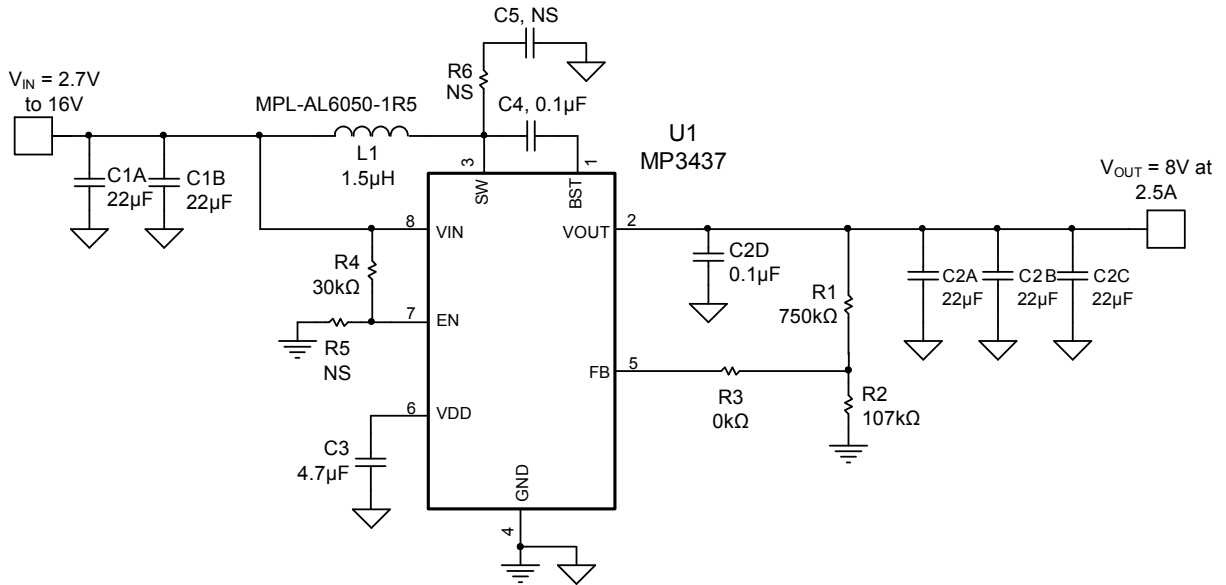 C5, NS
R6
NS
V_IN = 2.7V
to 16V
MPL-AL6050-1R5
C4, 0.1µF
L1
1.5µH
U1
MP3437
3
1
SW
BST
C1A
22µF
C1B
22µF
V_OUT = 8V at
2.5A
8
VIN
VOUT
2
R4
30kΩ
C2D
0.1µF
R1
750kΩ
C2A
22µF
C2B
22µF
C2C
22µF
7
EN
R5
NS
FB
5
R3
0kΩ
R2
107kΩ
6
VDD
C3
4.7µF
GND
4